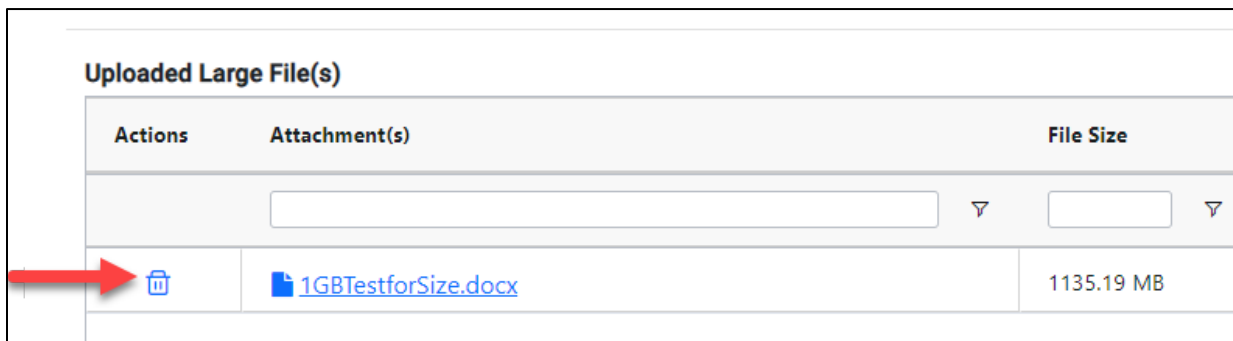 Uploaded Large File(s)
Actions Attachment(s) File Size
1GBTestforSize.docx 1135.19 MB